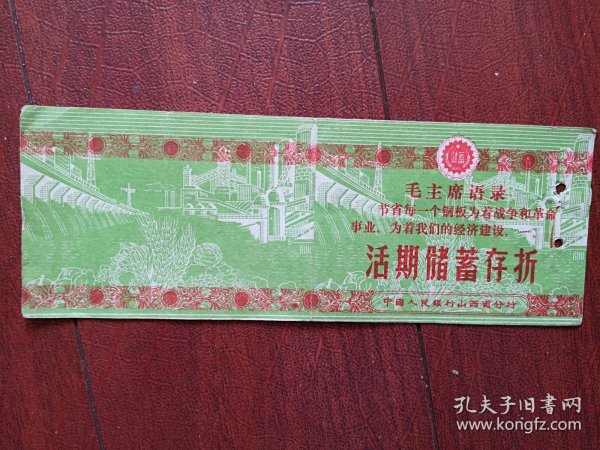 毛主席语录
节省每一个铜板为着战争和革命
事业，为着我们的经济建设，……
活期储蓄存折
中國人民銀行山西省分行
孔夫子旧书网
www.kongfz.com